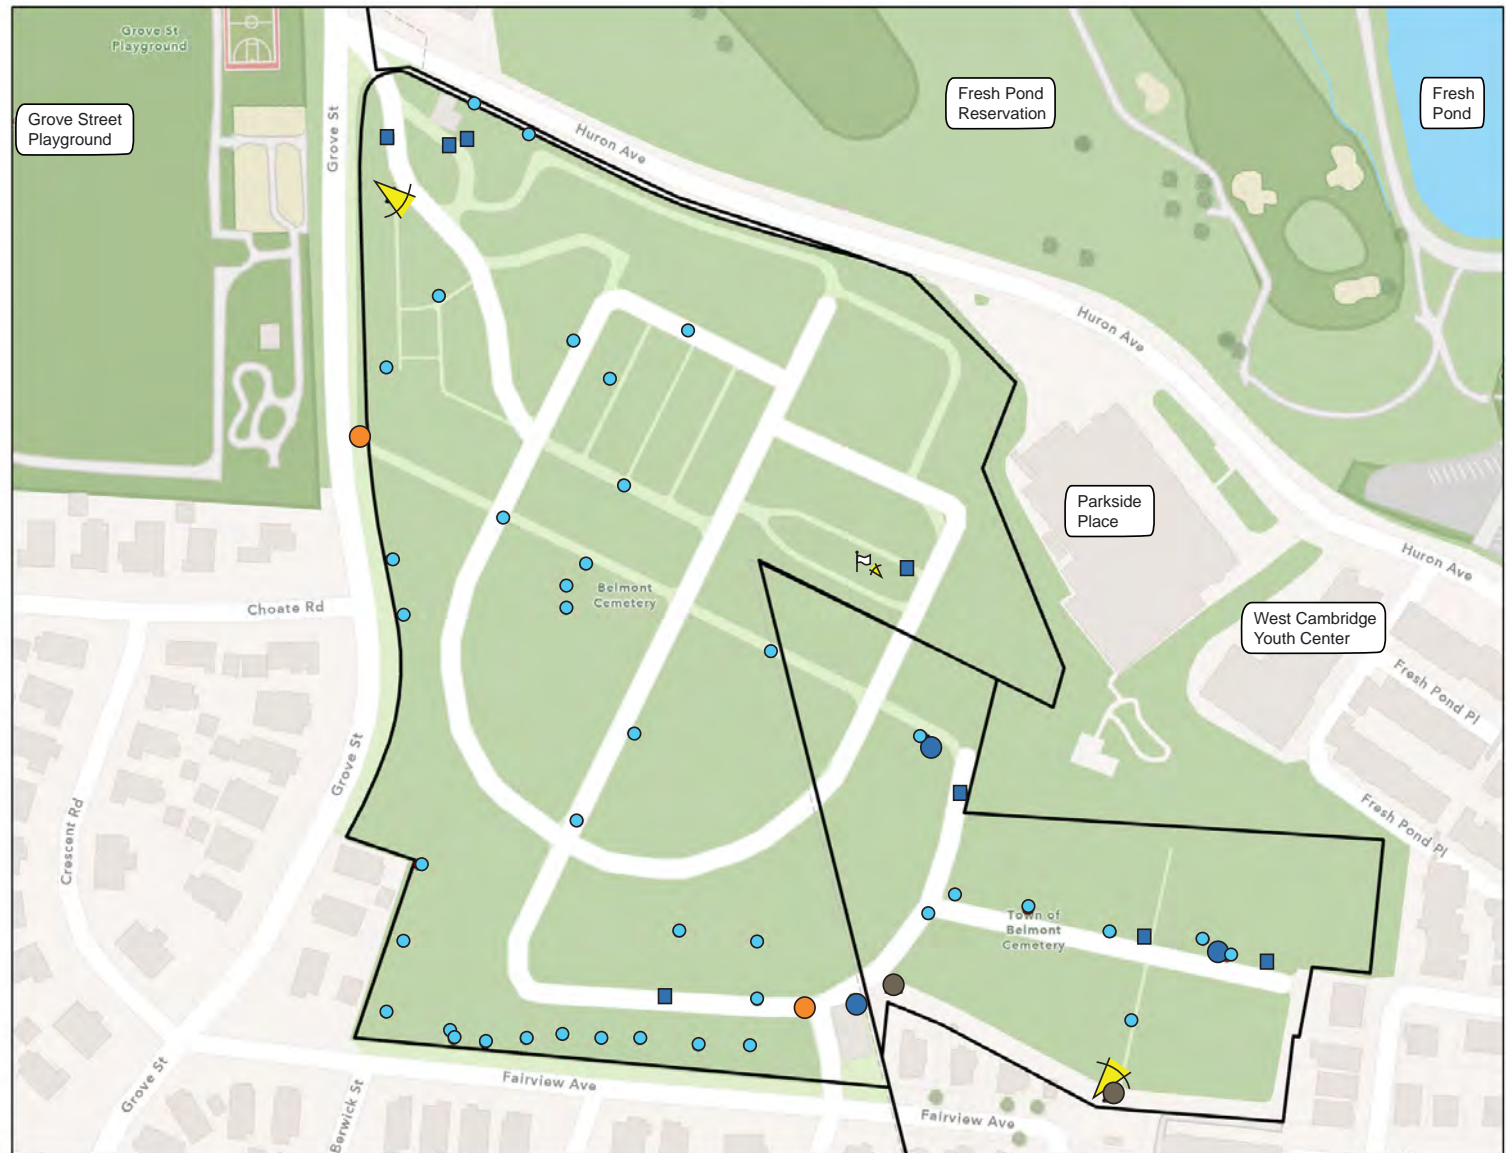 Grove St
Playground
Grove Street
Playground
Grove St
Huron Ave
Fresh Pond
Reservation
Fresh
Pond
Huron Ave
Parkside
Place
Huron Ave
Belmont
Cemetery
Choate Rd
West Cambridge
Youth Center
Fresh Pond Pl
Grove St
Crescent Rd
Fresh Pond Pl
Town of
Belmont
Cemetery
Grove St
Berwick St
Fairview Ave
Fairview Ave